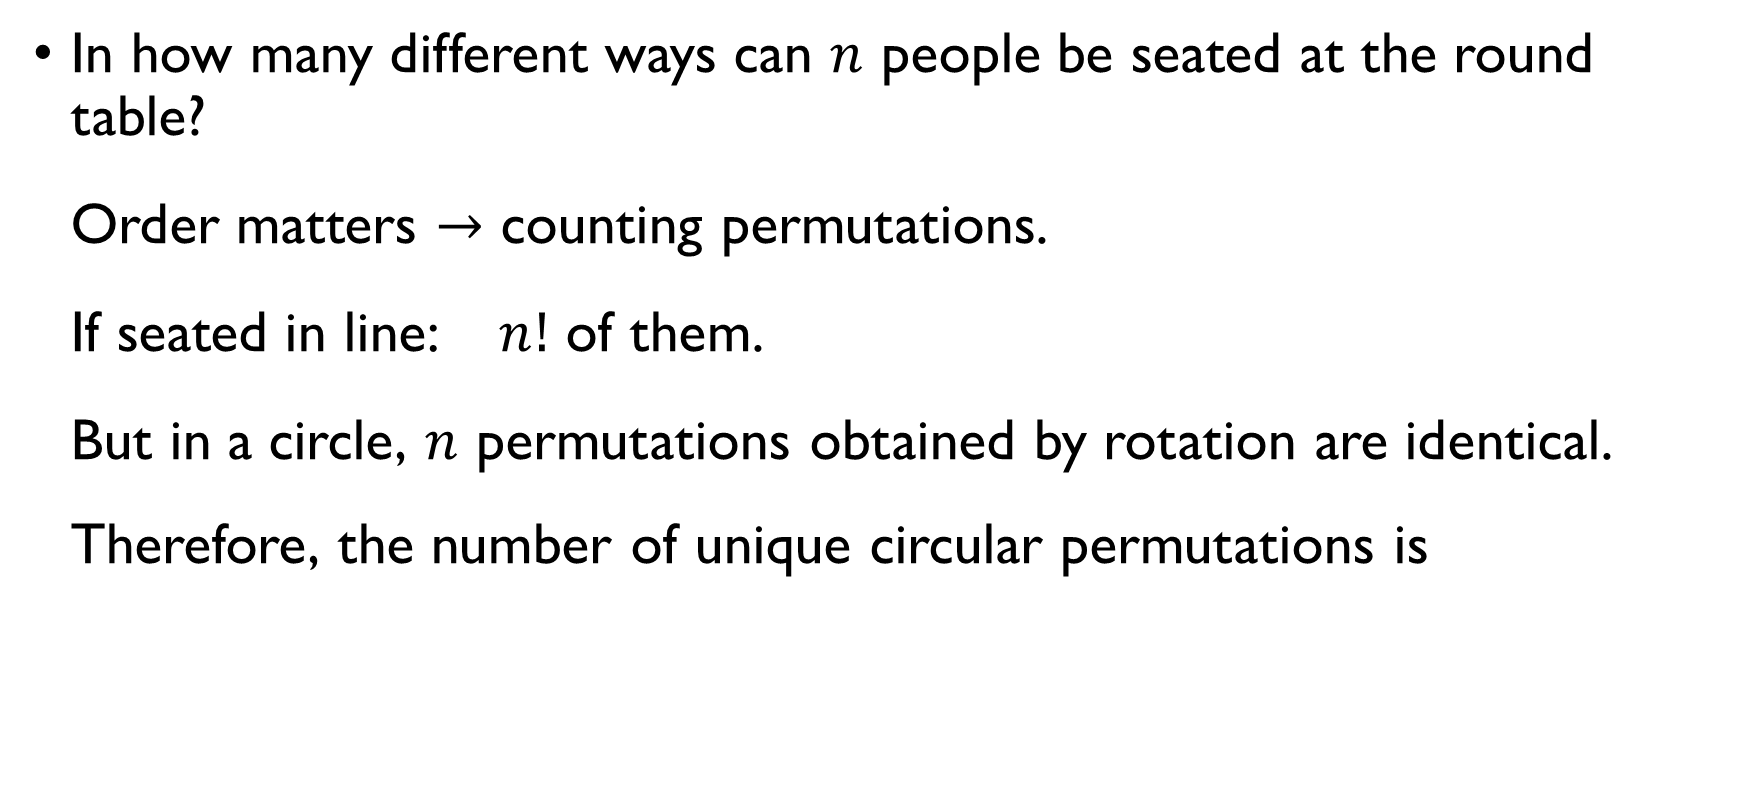 • In how many different ways can 𝑛 people be seated at the round
table?
Order matters → counting permutations.
If seated in line: 𝑛! of them.
But in a circle, 𝑛 permutations obtained by rotation are identical.
Therefore, the number of unique circular permutations is